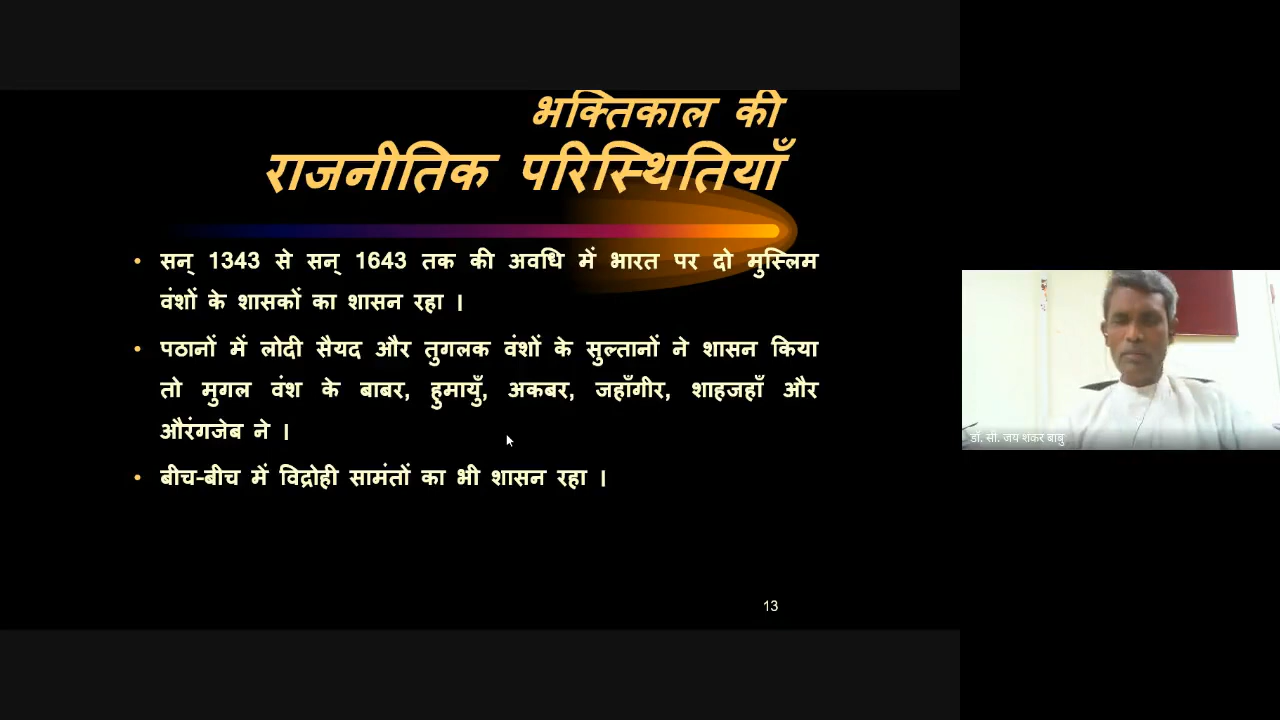 भक्तिकाल की
राजनीतिक परिस्थितियाँ
• सन् 1343 से सन् 1643 तक की अवधि में भारत पर दो मुस्लिम
वंशों के शासकों का शासन रहा ।
• पठानों में लोदी सैयद और तुगलक वंशों के सुल्तानों ने शासन किया
तो मुगल वंश के बाबर, हुमायुँ, अकबर, जहाँगीर, शाहजहाँ और
औरंगजेब ने ।
• बीच-बीच में विद्रोही सामंतों का भी शासन रहा ।
13
डॉ. सी. जय शंकर बाबु